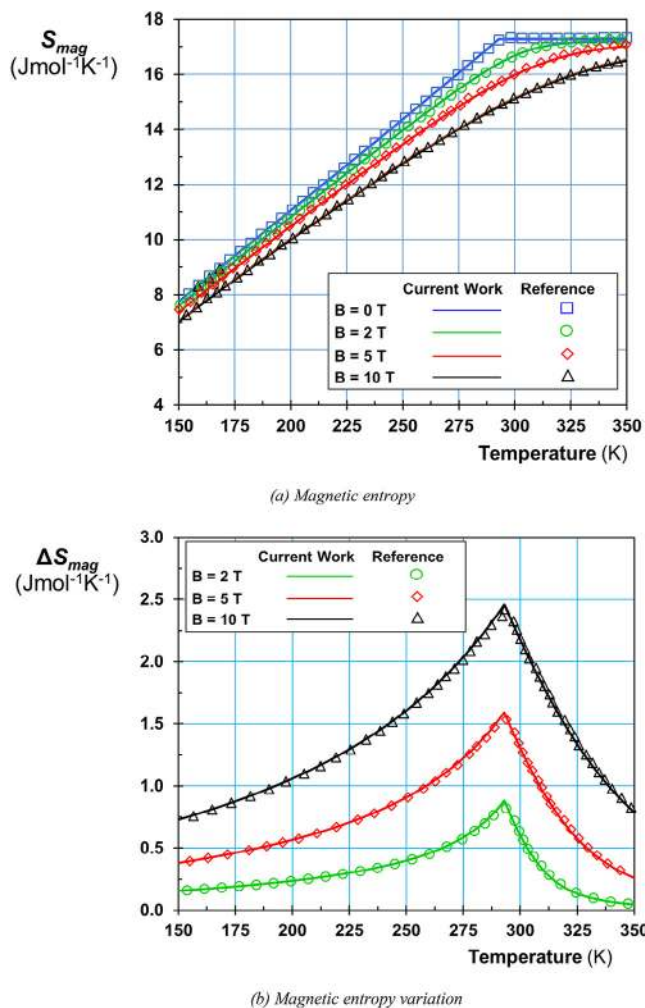 S_mag
(Jmol⁻¹K⁻¹)
18
16
14
12
10
8
6
4
Current Work Reference
B = 0 T
B = 2 T
B = 5 T
B = 10 T
150 175 200 225 250 275 300 325 350
Temperature (K)
(a) Magnetic entropy
ΔS_mag
(Jmol⁻¹K⁻¹)
3.0
2.5
2.0
1.5
1.0
0.5
0.0
Current Work Reference
B = 2 T
B = 5 T
B = 10 T
150 175 200 225 250 275 300 325 350
Temperature (K)
(b) Magnetic entropy variation